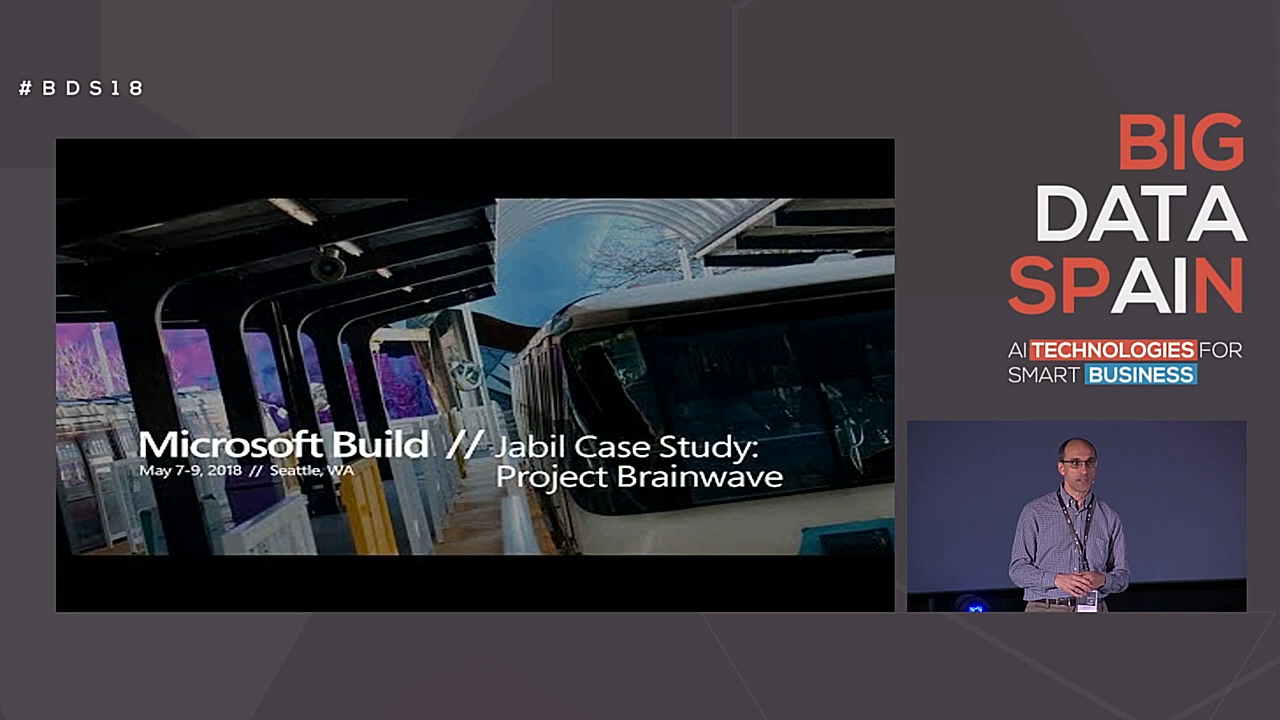 #BDS18
BIG
DATA
SPAIN
AI TECHNOLOGIES FOR
SMART BUSINESS
Microsoft Build // Jabil Case Study:
May 7-9, 2018 // Seattle, WA
Project Brainwave